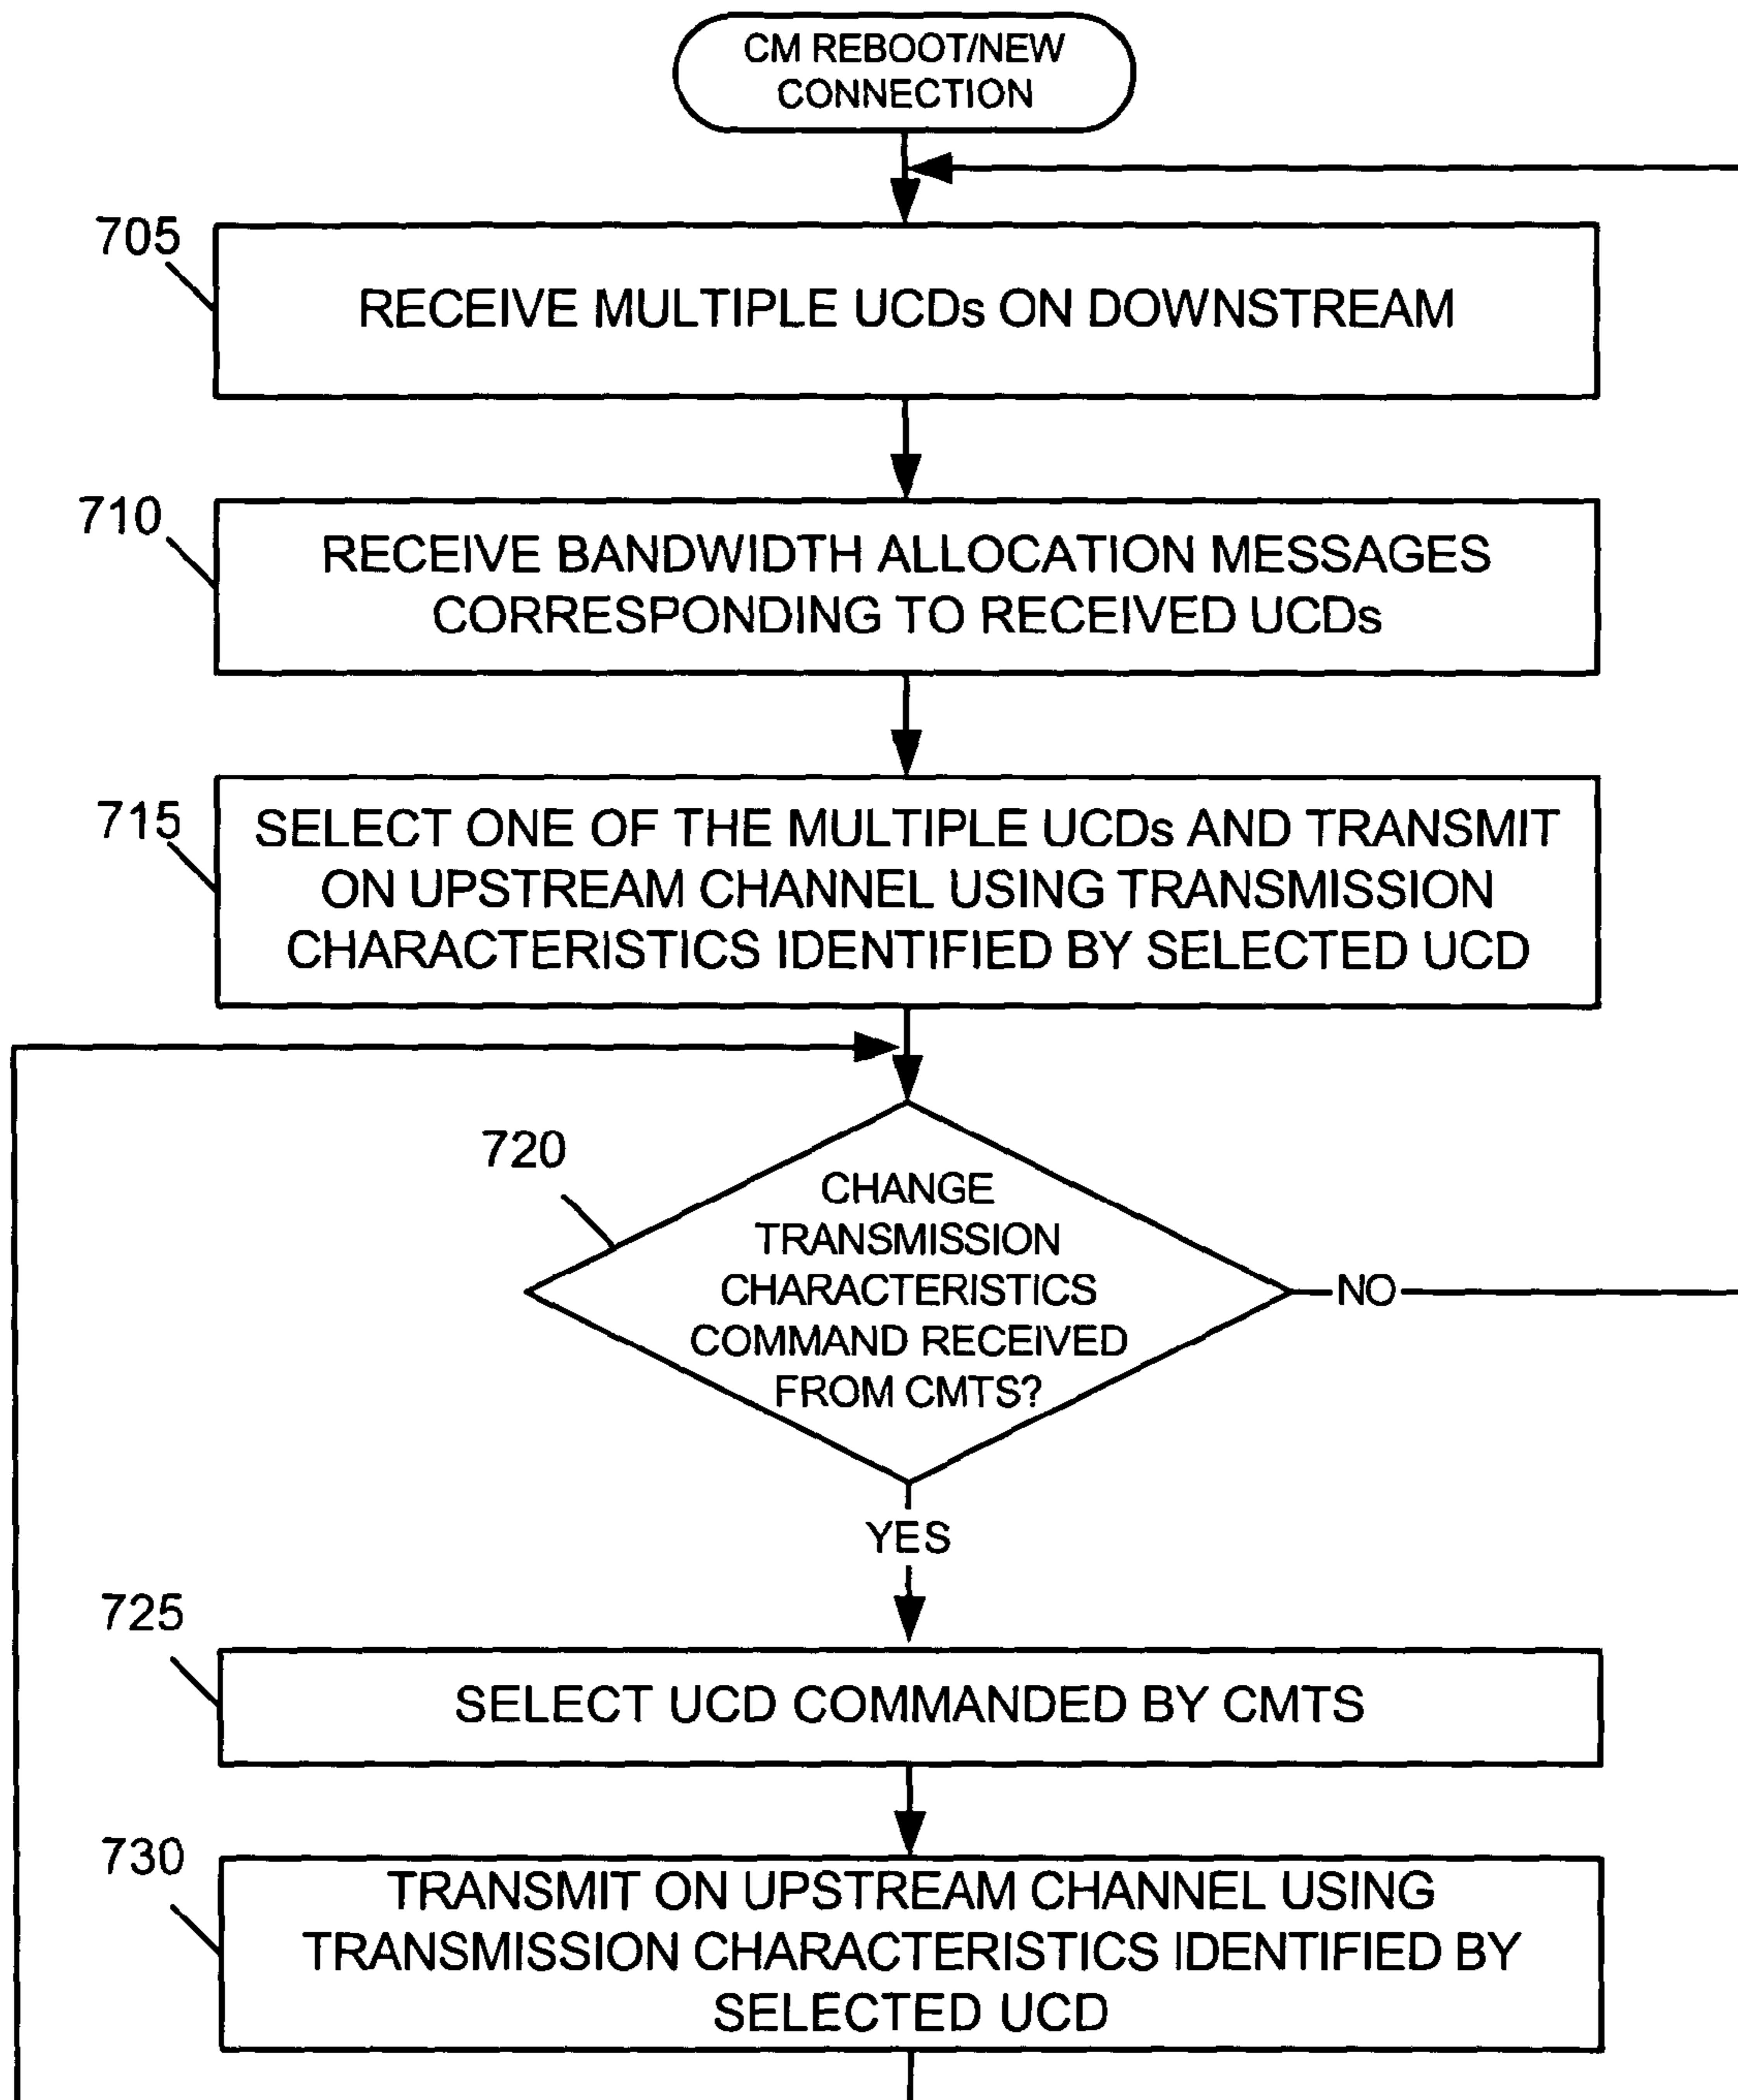 CM REBOOT/NEW
CONNECTION
705
RECEIVE MULTIPLE UCDs ON DOWNSTREAM
710
RECEIVE BANDWIDTH ALLOCATION MESSAGES
CORRESPONDING TO RECEIVED UCDs
715
SELECT ONE OF THE MULTIPLE UCDs AND TRANSMIT
ON UPSTREAM CHANNEL USING TRANSMISSION
CHARACTERISTICS IDENTIFIED BY SELECTED UCD
720
CHANGE
TRANSMISSION
CHARACTERISTICS
COMMAND RECEIVED
FROM CMTS?
NO
YES
725
SELECT UCD COMMANDED BY CMTS
730
TRANSMIT ON UPSTREAM CHANNEL USING
TRANSMISSION CHARACTERISTICS IDENTIFIED BY
SELECTED UCD